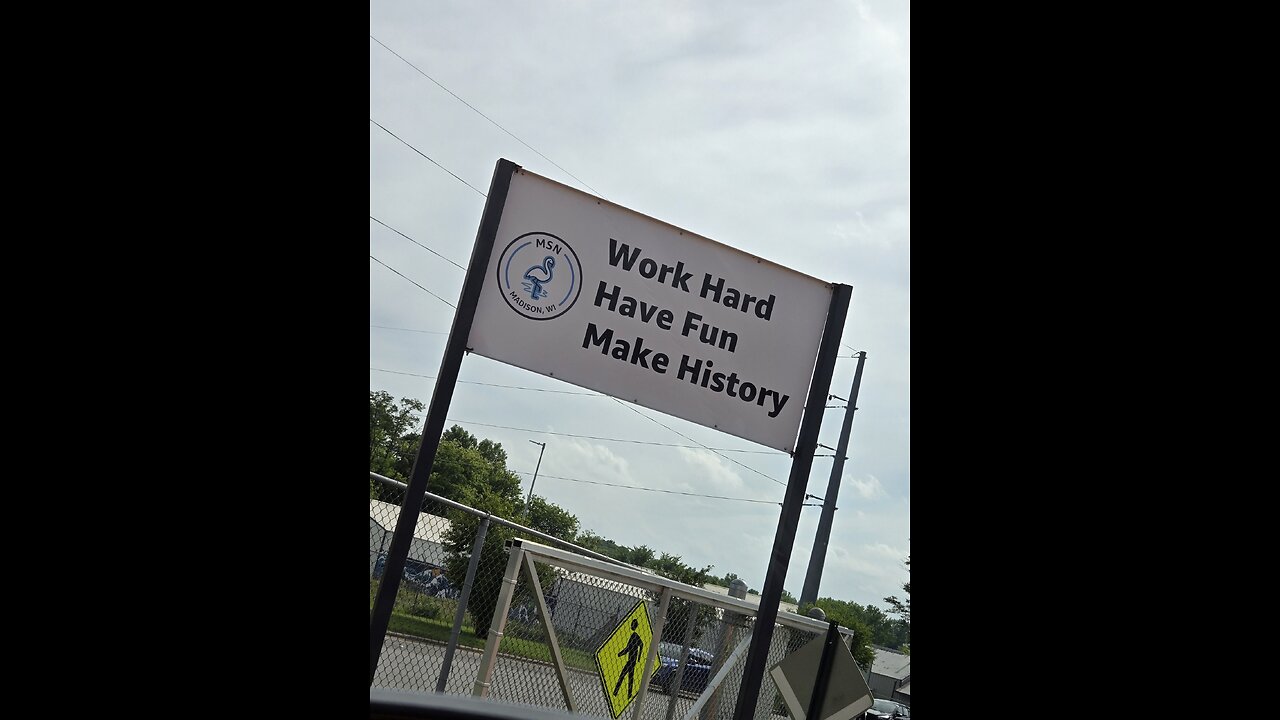 MSN
MADISON, WI
Work Hard
Have Fun
Make History